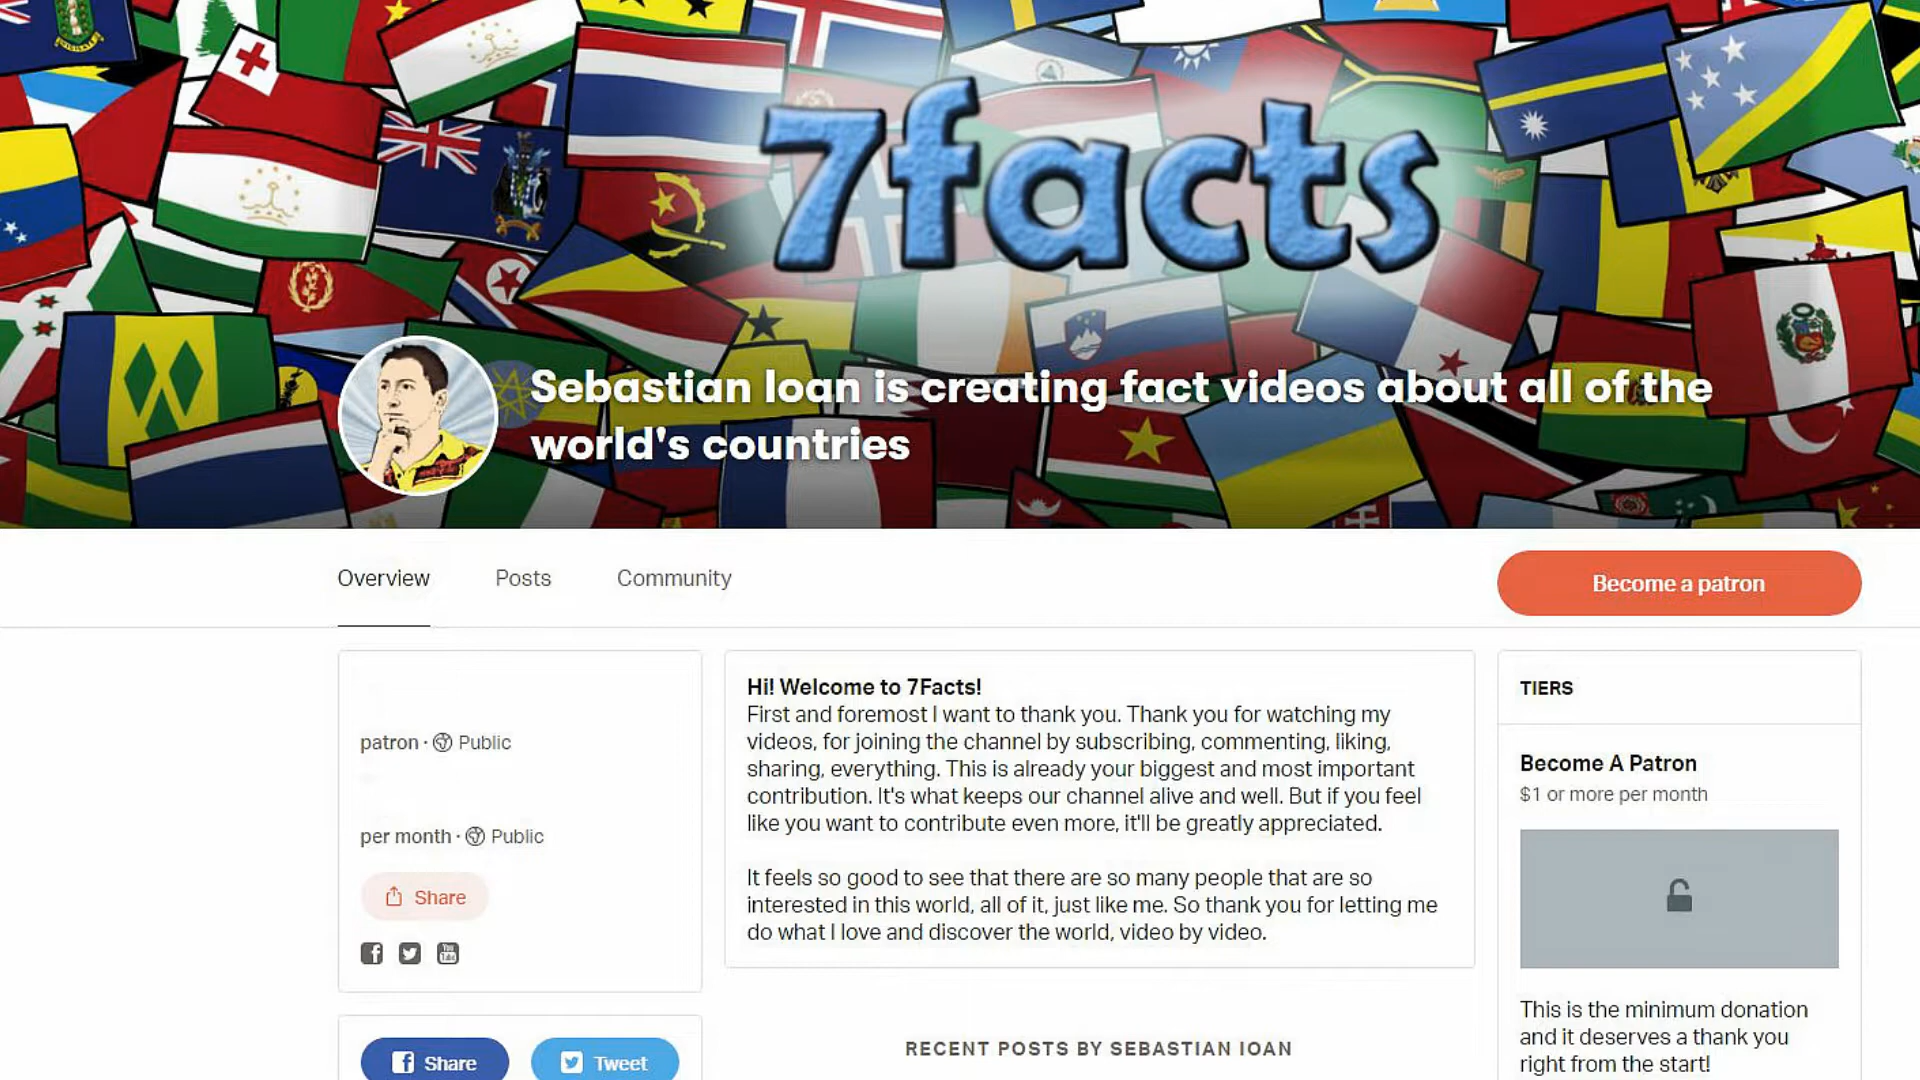 7facts
Sebastian Ioan is creating fact videos about all of the
world's countries
Overview
Posts
Community
Become a patron
patron · Public
per month · Public
Share
Share
Tweet
Hi! Welcome to 7Facts!
First and foremost I want to thank you. Thank you for watching my
videos, for joining the channel by subscribing, commenting, liking,
sharing, everything. This is already your biggest and most important
contribution. It's what keeps our channel alive and well. But if you feel
like you want to contribute even more, it'll be greatly appreciated.
It feels so good to see that there are so many people that are so
interested in this world, all of it, just like me. So thank you for letting me
do what I love and discover the world, video by video.
RECENT POSTS BY SEBASTIAN IOAN
TIERS
Become A Patron
$1 or more per month
This is the minimum donation
and it deserves a thank you
right from the start!